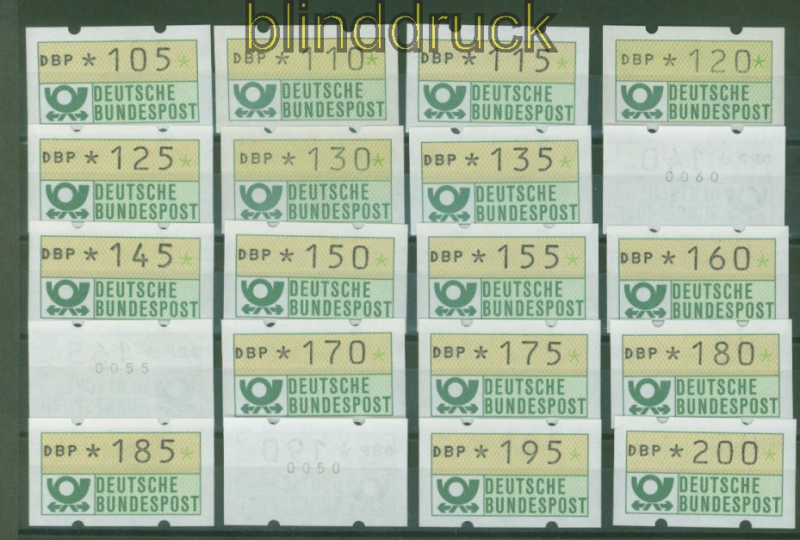 blinddruck
DBP * 105 *
DEUTSCHE
BUNDESPOST
DBP * 110 *
DEUTSCHE
BUNDESPOST
DBP * 115 *
DEUTSCHE
BUNDESPOST
DBP * 120 *
DEUTSCHE
BUNDESPOST
DBP * 125 *
DEUTSCHE
BUNDESPOST
DBP * 130 *
DEUTSCHE
BUNDESPOST
DBP * 135 *
DEUTSCHE
BUNDESPOST
0060
DBP * 145 *
DEUTSCHE
BUNDESPOST
DBP * 150 *
DEUTSCHE
BUNDESPOST
DBP * 155 *
DEUTSCHE
BUNDESPOST
DBP * 160 *
DEUTSCHE
BUNDESPOST
0055
DBP * 170 *
DEUTSCHE
BUNDESPOST
DBP * 175 *
DEUTSCHE
BUNDESPOST
DBP * 180 *
DEUTSCHE
BUNDESPOST
DBP * 185 *
DEUTSCHE
BUNDESPOST
0050
DBP * 195 *
DEUTSCHE
BUNDESPOST
DBP * 200 *
DEUTSCHE
BUNDESPOST